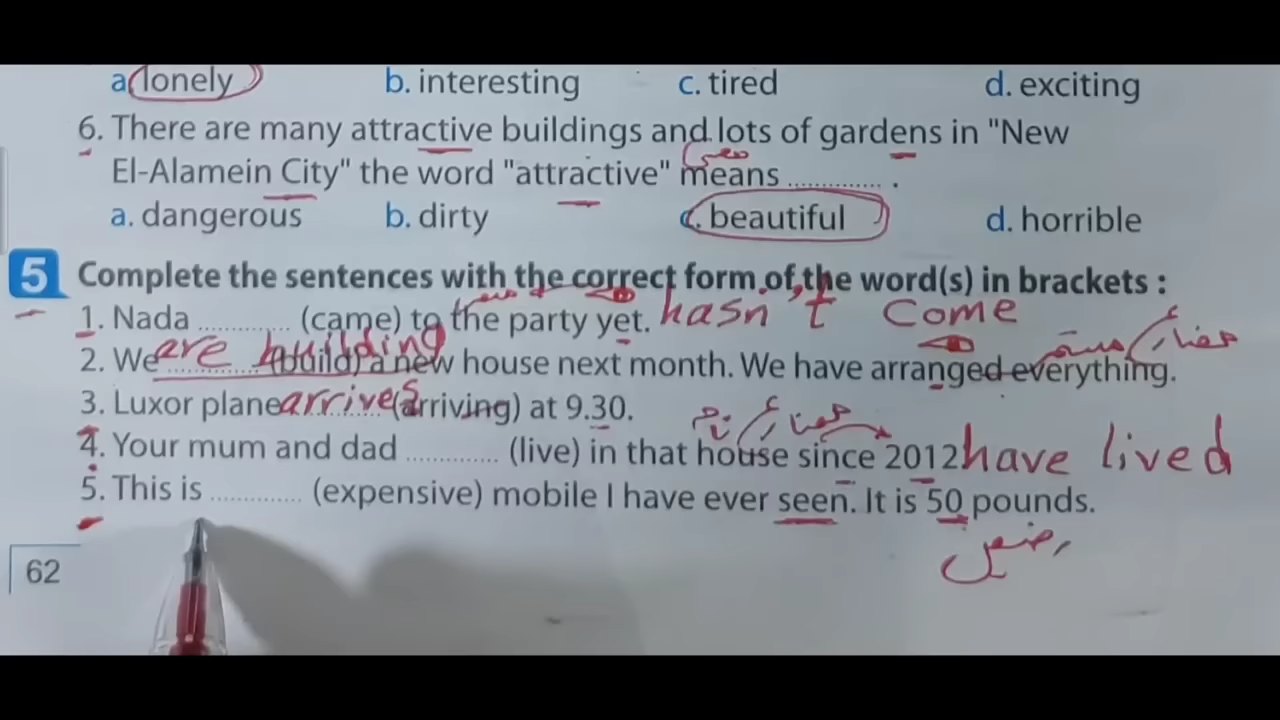 a. lonely b. interesting c. tired d. exciting
6. There are many attractive buildings and lots of gardens in "New
El-Alamein City" the word "attractive" means ............. .
معنى
a. dangerous b. dirty c. beautiful d. horrible
5 Complete the sentences with the correct form of the word(s) in brackets :
1. Nada ............ (came) to the party yet. hasn't come
2. We are building (build) a new house next month. We have arranged everything.
مضارع مستمر
3. Luxor plane arrives (arriving) at 9.30.
مضارع تام
4. Your mum and dad ............ (live) in that house since 2012 have lived
5. This is ............ (expensive) mobile I have ever seen. It is 50 pounds.
62